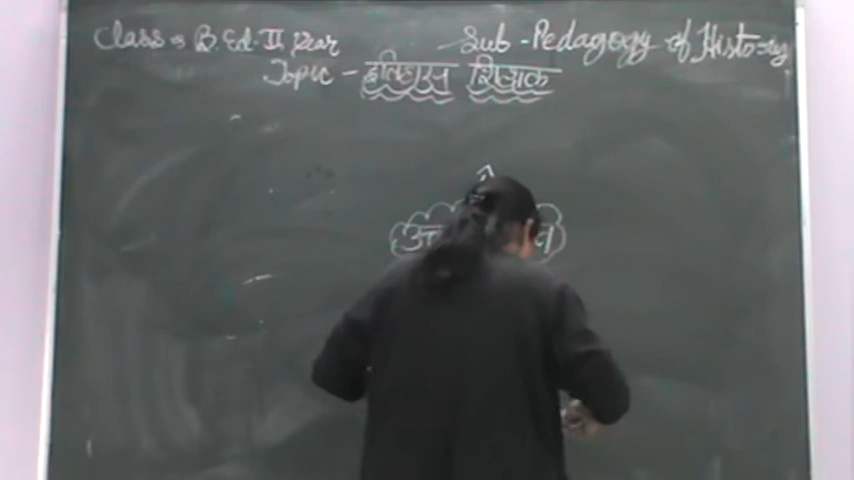 Class = B.Ed. II Year
Sub - Pedagogy of History
Topic - इतिहास शिक्षक